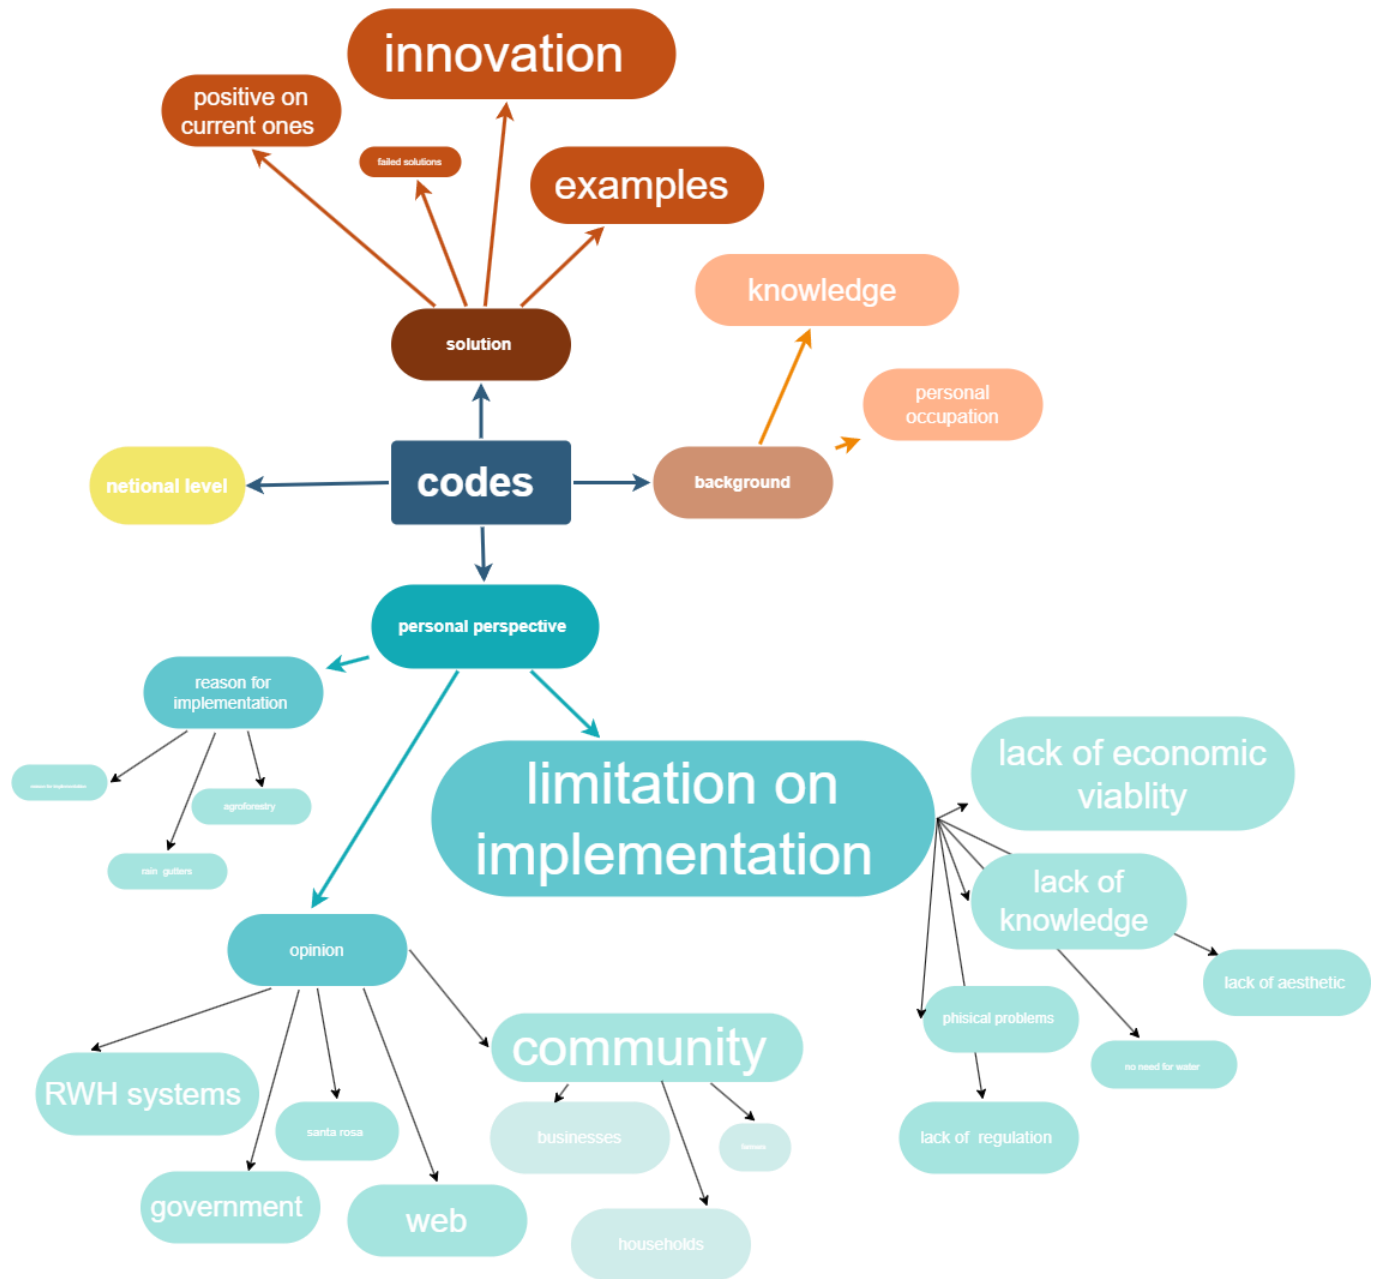 innovation
positive on
current ones
failed solutions
examples
knowledge
solution
personal
occupation
netional level
codes
background
personal perspective
reason for
implementation
limitation on
implementation
lack of economic
viablity
agroforestry
rain gutters
lack of
knowledge
opinion
lack of aesthetic
phisical problems
community
no need for water
RWH systems
santa rosa
businesses
lack of regulation
government
web
households